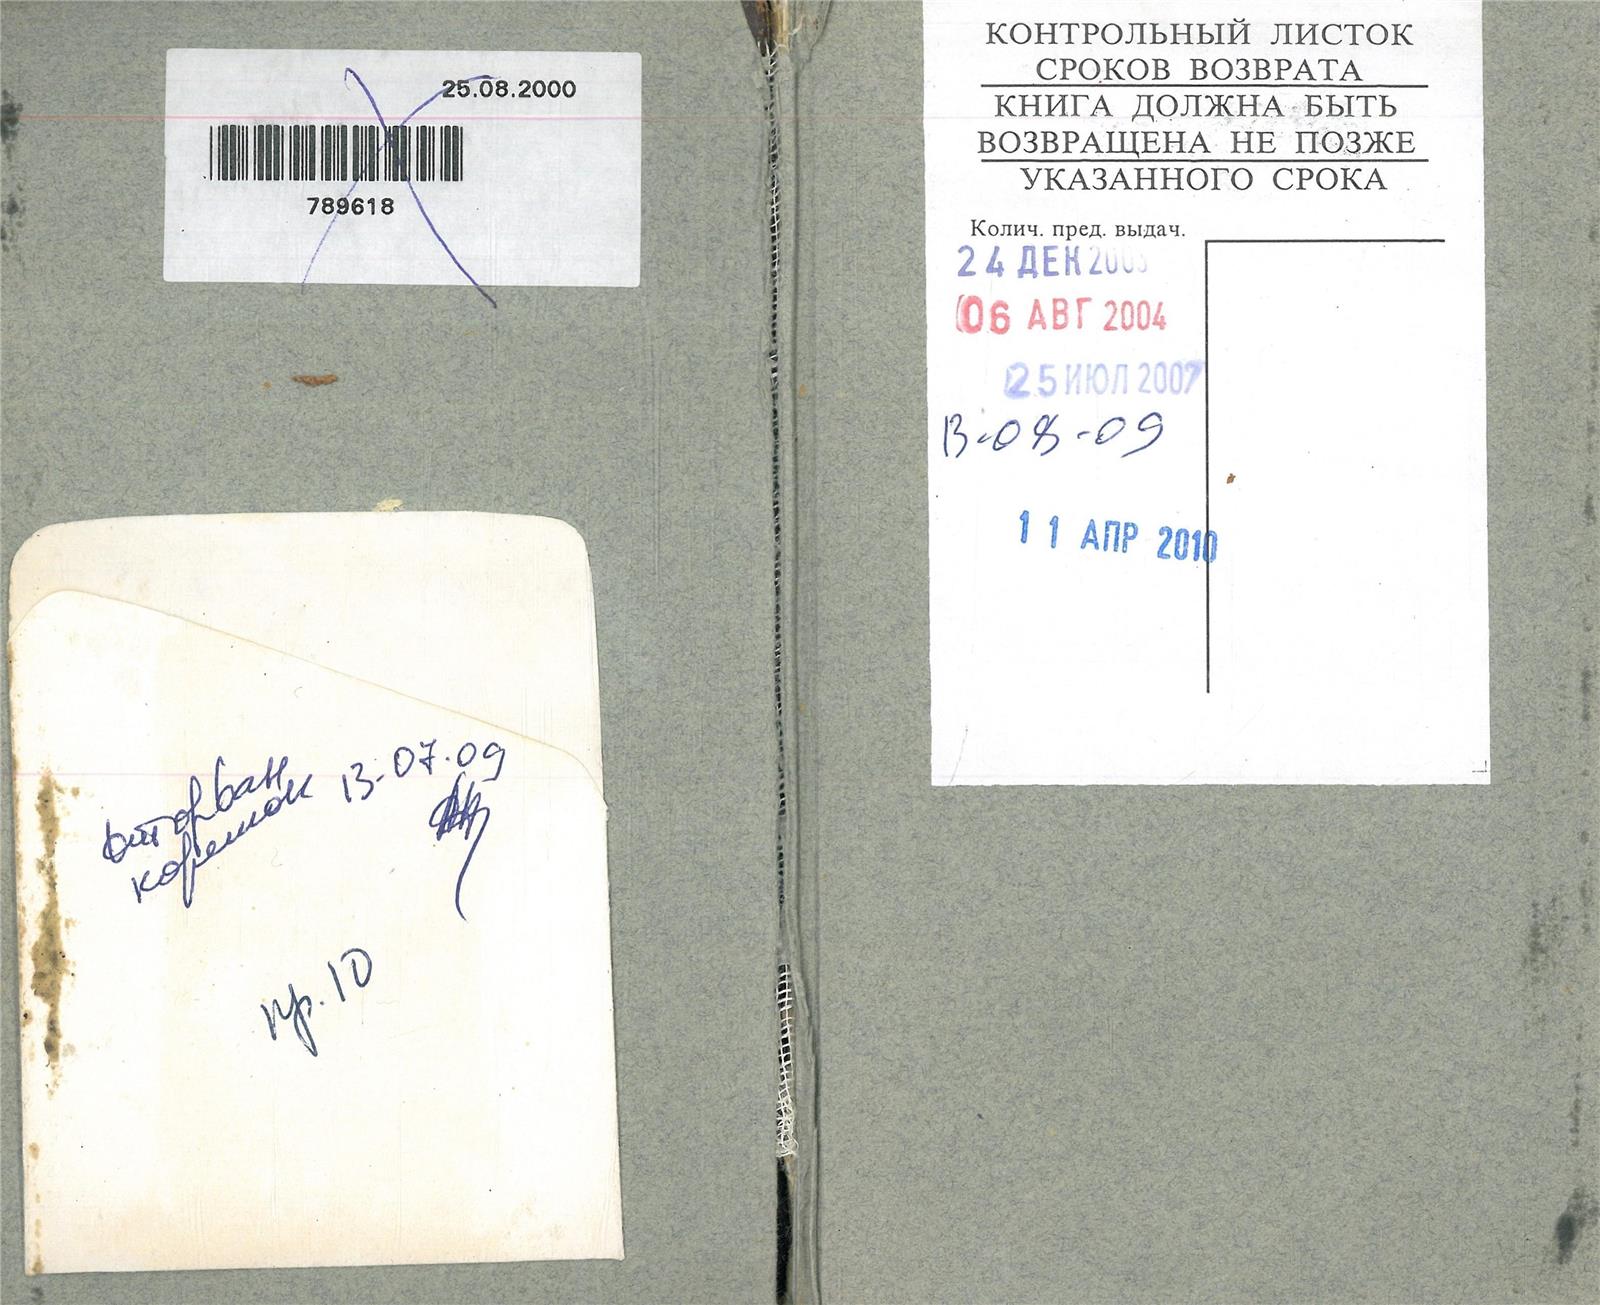 25.08.2000
789618
оторван
корешок 13-07.09
пр. 10
КОНТРОЛЬНЫЙ ЛИСТОК
СРОКОВ ВОЗВРАТА
КНИГА ДОЛЖНА БЫТЬ
ВОЗВРАЩЕНА НЕ ПОЗЖЕ
УКАЗАННОГО СРОКА
Колич. пред. выдач.
24 ДЕК
06 АВГ 2004
25 ИЮЛ 2007
13-08-09
11 АПР 2010